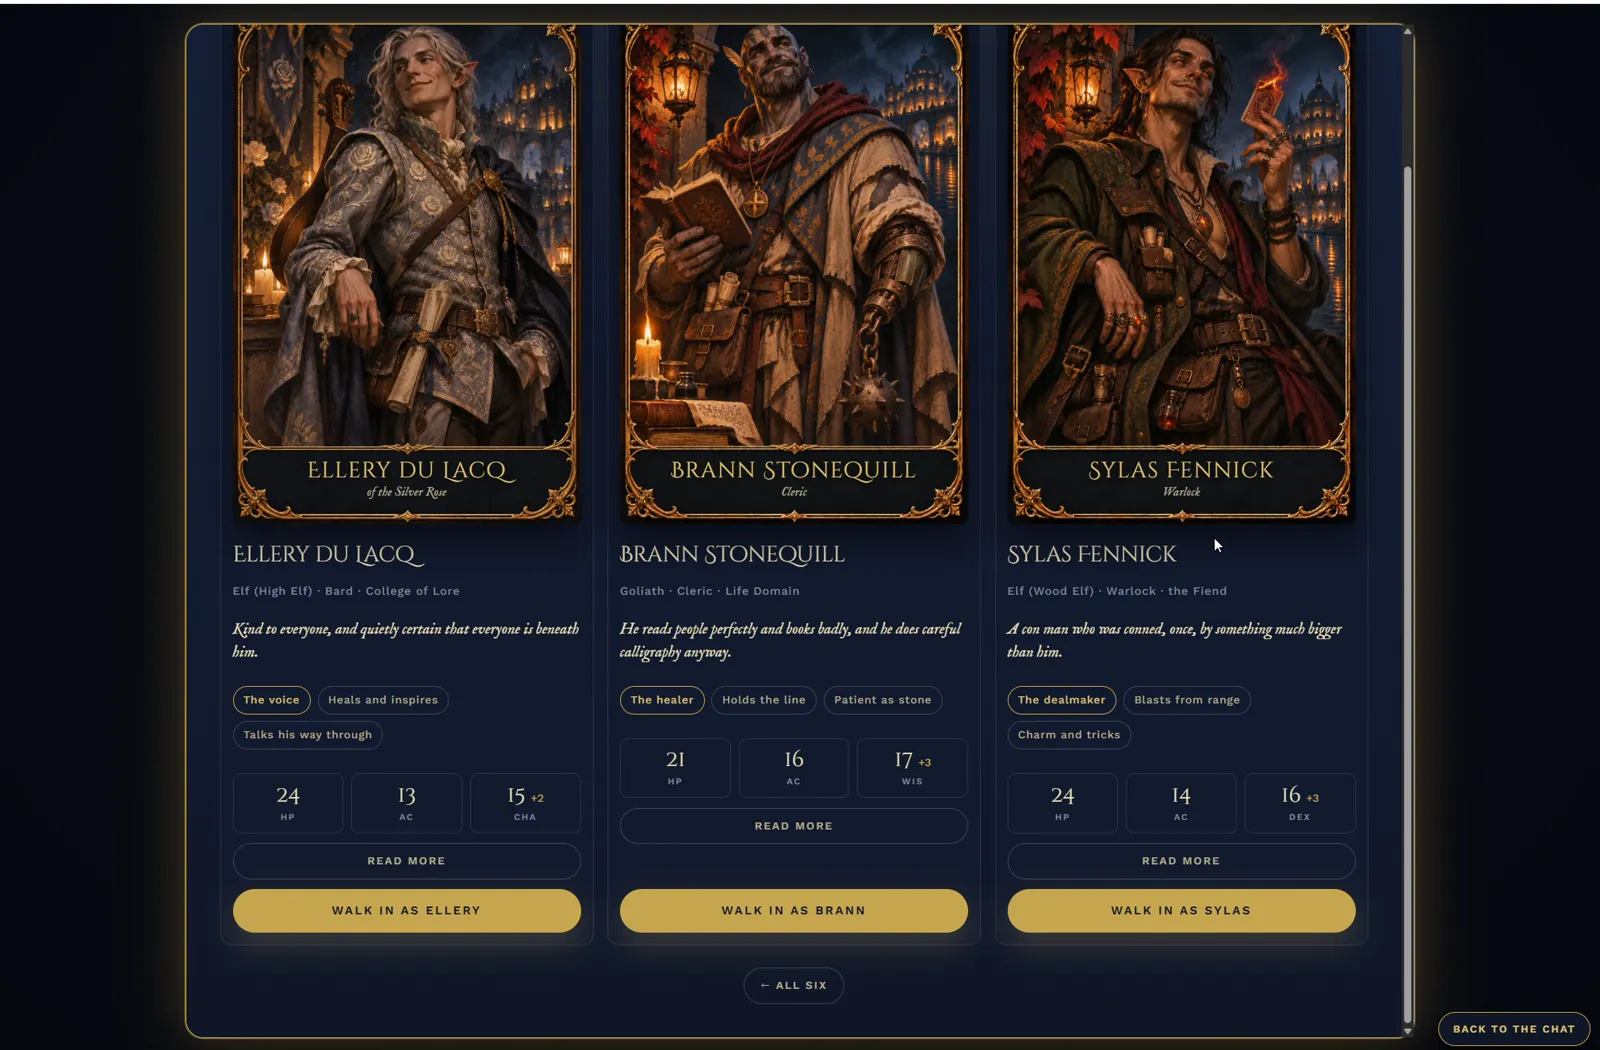 ELLERY DU LACQ
of the Silver Rose
BRANN STONEQUILL
Cleric
SYLAS FENNICK
Warlock
ELLERY DU LACQ
Elf (High Elf) · Bard · College of Lore
Kind to everyone, and quietly certain that everyone is beneath
him.
The voice
Heals and inspires
Talks his way through
24
HP
13
AC
15 +2
CHA
READ MORE
WALK IN AS ELLERY
BRANN STONEQUILL
Goliath · Cleric · Life Domain
He reads people perfectly and books badly, and he does careful
calligraphy anyway.
The healer
Holds the line
Patient as stone
21
HP
16
AC
17 +3
WIS
READ MORE
WALK IN AS BRANN
SYLAS FENNICK
Elf (Wood Elf) · Warlock · the Fiend
A con man who was conned, once, by something much bigger
than him.
The dealmaker
Blasts from range
Charm and tricks
24
HP
14
AC
16 +3
DEX
READ MORE
WALK IN AS SYLAS
← ALL SIX
BACK TO THE CHAT